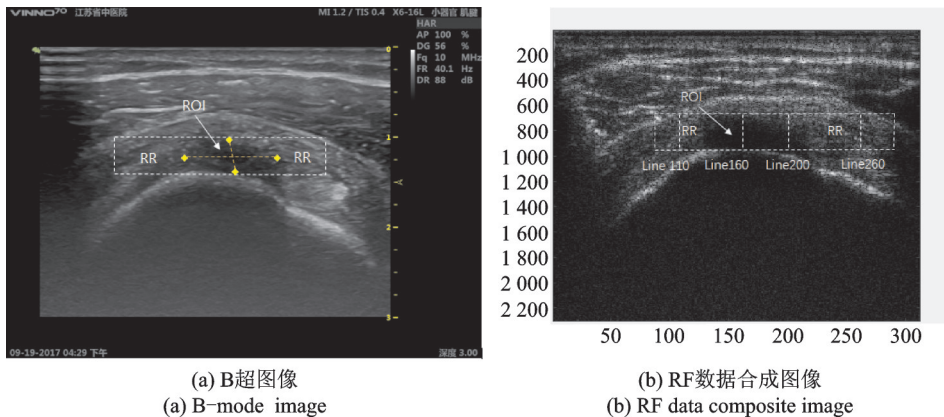 VINNO70 江苏省中医院 MI 1.2 / TIS 0.4 X6-16L 小器官 肌腱
HAR
AP 100 %
DG 56 %
Fq 10 MHz
FR 40.1 Hz
DR 88 dB
0
ROI
1
RR RR
2
3
09-19-2017 04:29 下午 深度 3.00
200
400
600
800
1 000
1 200
1 400
1 600
1 800
2 000
2 200
ROI
RR RR
Line 110 Line160 Line200 Line260
50 100 150 200 250 300
(a) B超图像
(a) B-mode image
(b) RF数据合成图像
(b) RF data composite image